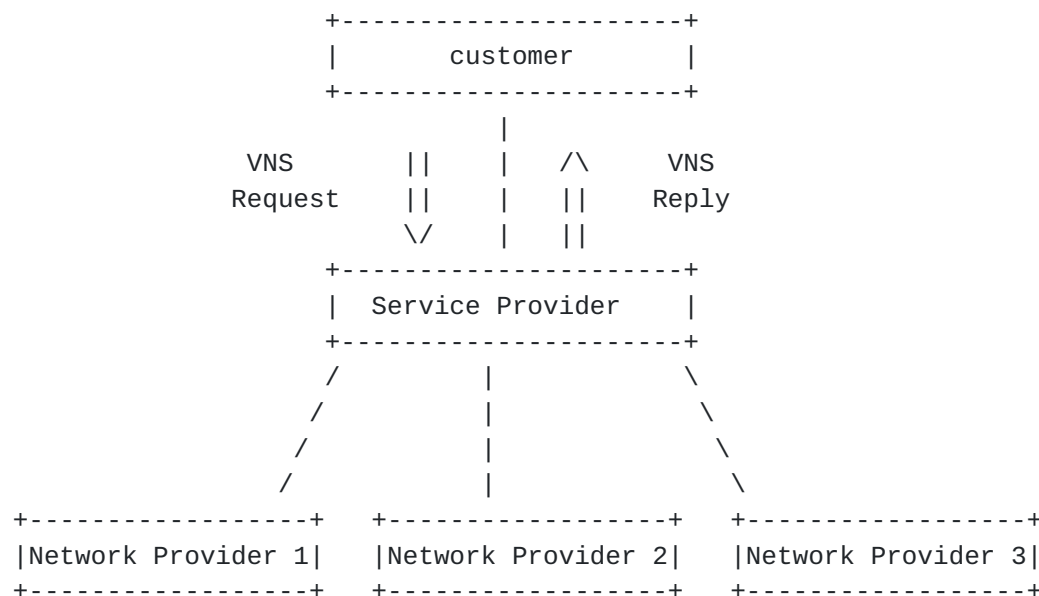 customer
VNS VNS
Request Reply
Service Provider
Network Provider 1 Network Provider 2 Network Provider 3